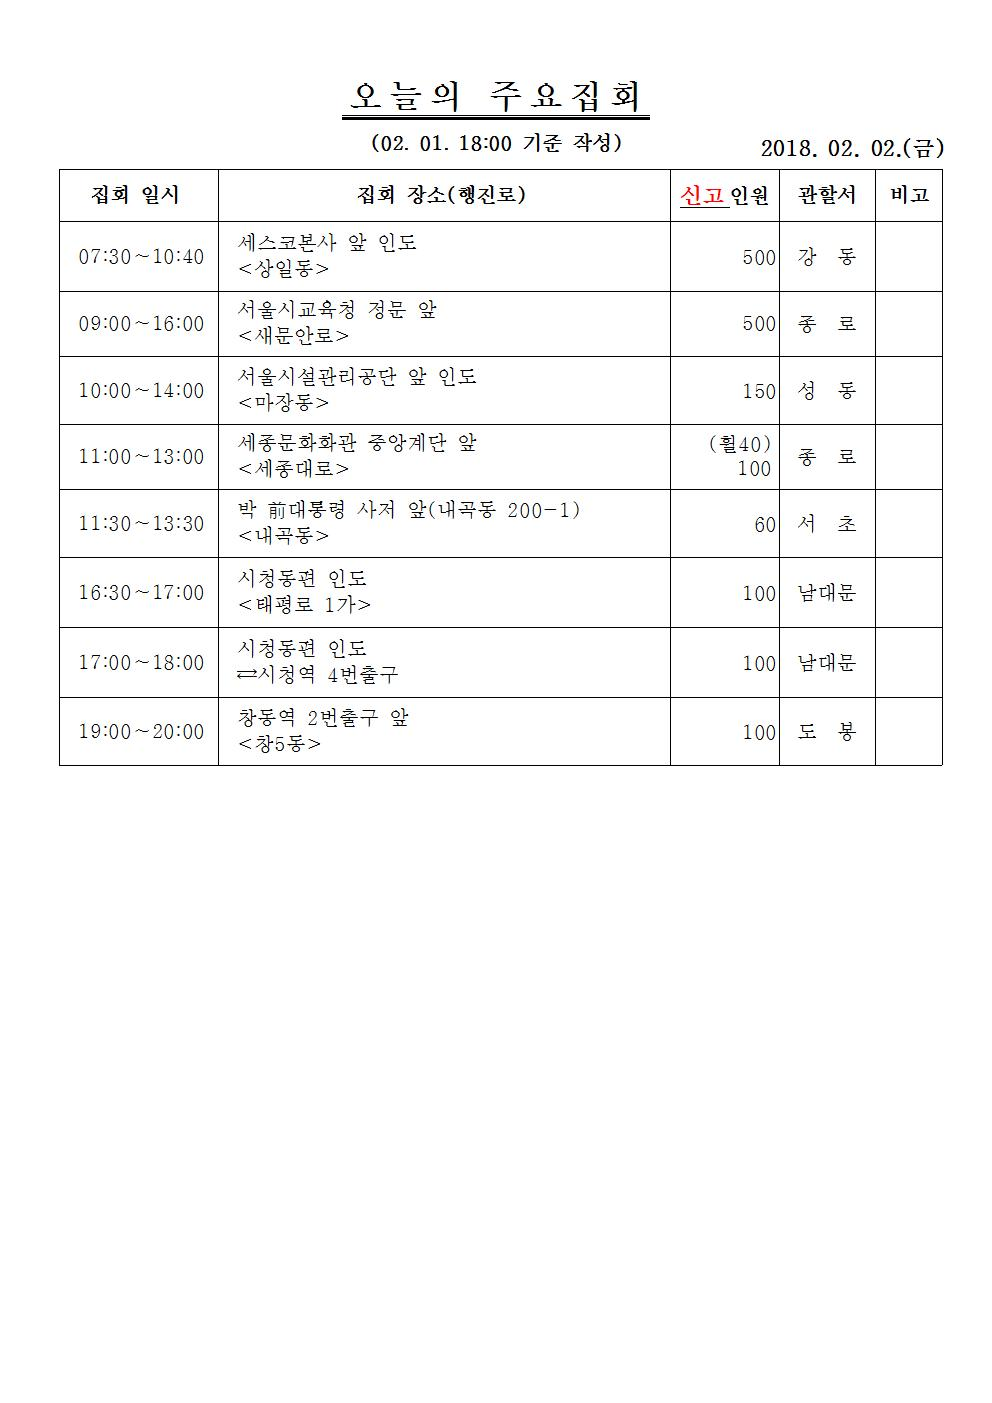 오늘의 주요집회
(02. 01. 18:00 기준 작성)
2018. 02. 02.(금)
집회 일시 집회 장소(행진로) 신고인원 관할서 비고
07:30~10:40 세스코본사 앞 인도 500 강 동
<상일동>
09:00~16:00 서울시교육청 정문 앞 500 종 로
<새문안로>
10:00~14:00 서울시설관리공단 앞 인도 150 성 동
<마장동>
11:00~13:00 세종문화화관 중앙계단 앞 (휠40) 종 로
<세종대로> 100
11:30~13:30 박 前대통령 사저 앞(내곡동 200-1) 60 서 초
<내곡동>
16:30~17:00 시청동편 인도 100 남대문
<태평로 1가>
17:00~18:00 시청동편 인도 100 남대문
⇄시청역 4번출구
19:00~20:00 창동역 2번출구 앞 100 도 봉
<창5동>